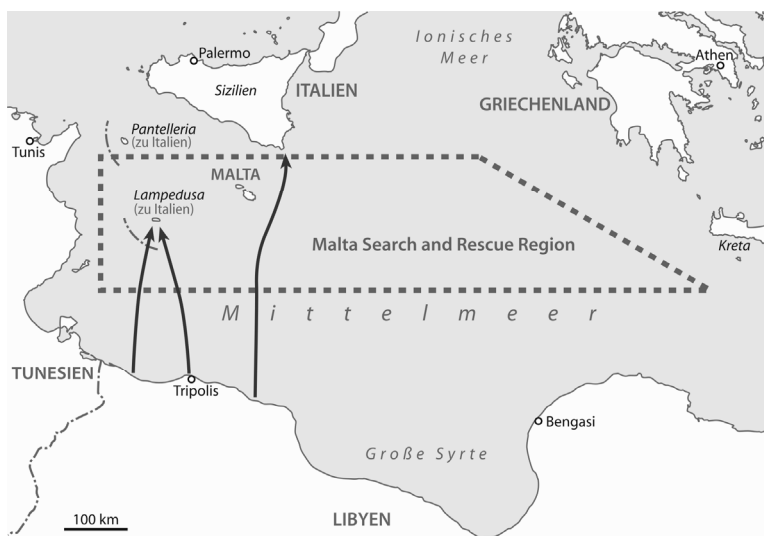 Ionisches
Meer
Palermo
Athen
Sizilien
ITALIEN
GRIECHENLAND
Pantelleria
(zu Italien)
Tunis
MALTA
Lampedusa
(zu Italien)
Malta Search and Rescue Region
Kreta
Mittelmeer
TUNESIEN
Tripolis
Bengasi
Große Syrte
100 km
LIBYEN